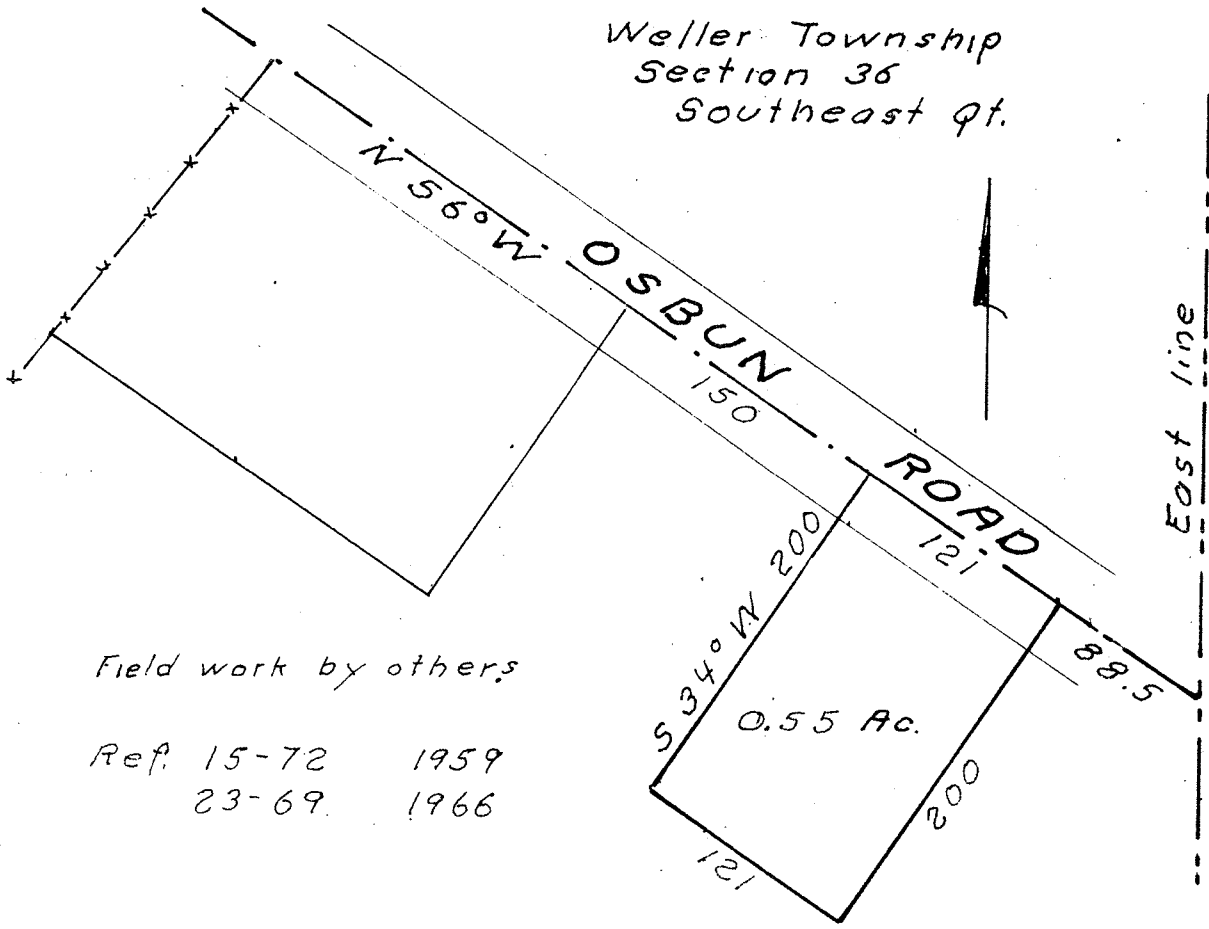 Weller Township
Section 36
Southeast Qt.
N 56° W
OSBUN ROAD
150
121
88.5
East line
S 34° W 200
0.55 Ac.
200
121
Field work by others
Ref. 15-72 1959
23-69. 1966